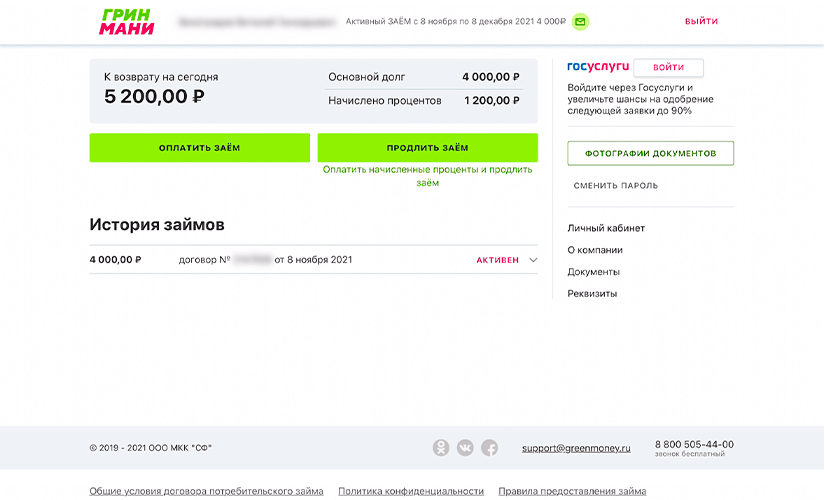 ГРИН
МАНИ
Активный ЗАЁМ с 8 ноября по 8 декабря 2021 4 000₽
ВЫЙТИ
К возврату на сегодня
5 200,00 ₽
Основной долг 4 000,00 ₽
Начислено процентов 1 200,00 ₽
ОПЛАТИТЬ ЗАЁМ
ПРОДЛИТЬ ЗАЁМ
Оплатить начисленные проценты и продлить
заём
История займов
4 000,00 ₽ договор № от 8 ноября 2021 АКТИВЕН
госуслуги ВОЙТИ
Войдите через Госуслуги и
увеличьте шансы на одобрение
следующей заявки до 90%
ФОТОГРАФИИ ДОКУМЕНТОВ
СМЕНИТЬ ПАРОЛЬ
Личный кабинет
О компании
Документы
Реквизиты
© 2019 - 2021 ООО МКК "СФ"
support@greenmoney.ru
8 800 505-44-00
звонок бесплатный
Общие условия договора потребительского займа Политика конфиденциальности Правила предоставления займа